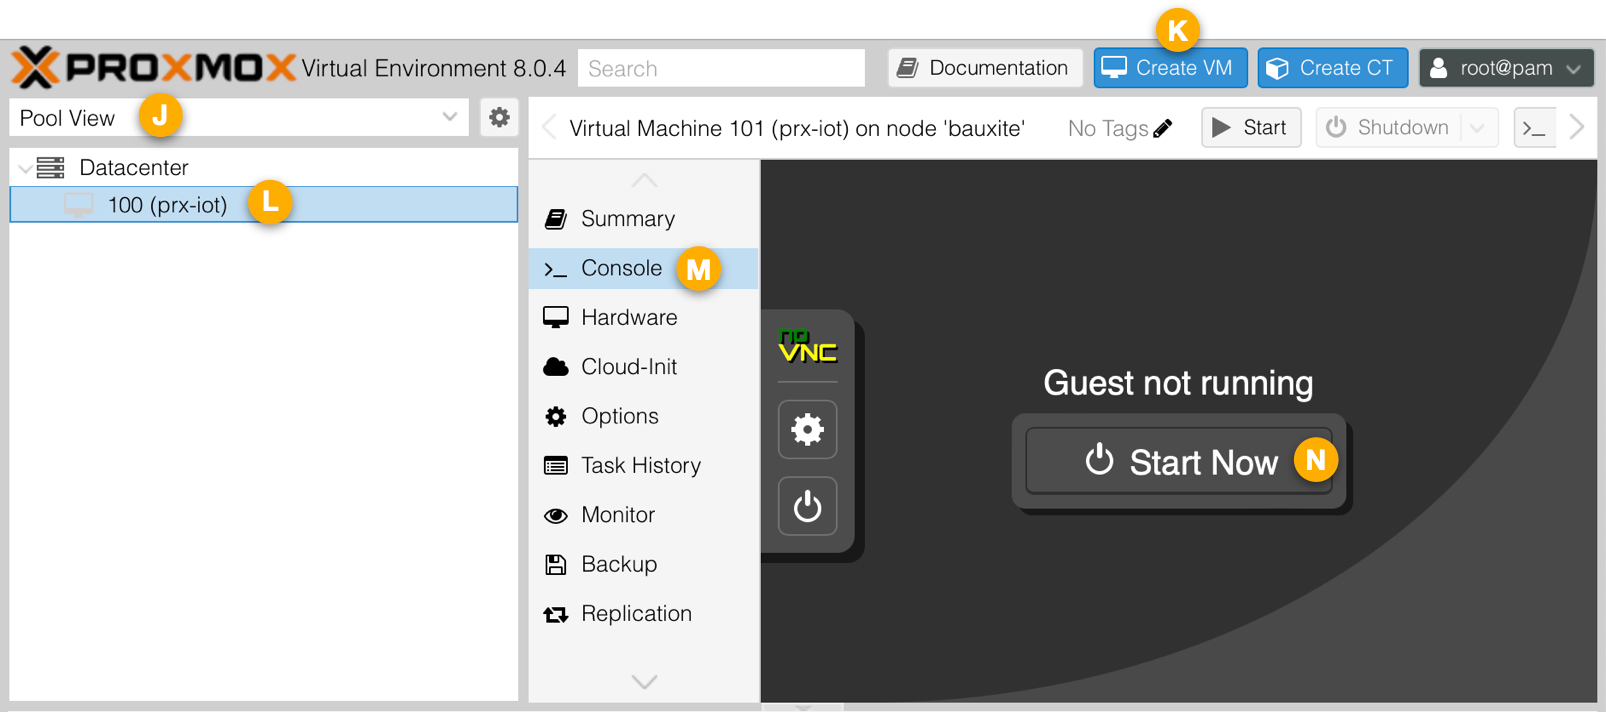 K
PROXMOX Virtual Environment 8.0.4 Search Documentation Create VM Create CT root@pam
Pool View J
Virtual Machine 101 (prx-iot) on node 'bauxite' No Tags Start Shutdown >_
Datacenter
100 (prx-iot) L
Summary
>_ Console M
Hardware
Cloud-Init
Options
Task History
Monitor
Backup
Replication
no
VNC
Guest not running
Start Now N